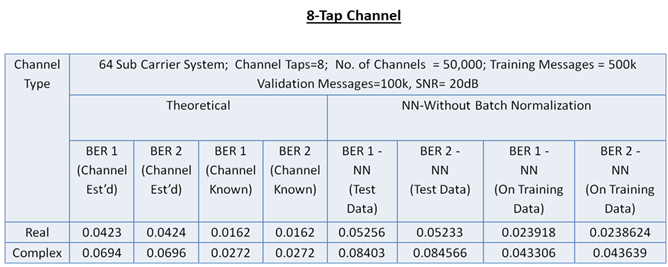 8-Tap Channel
Channel Type
64 Sub Carrier System; Channel Taps=8; No. of Channels = 50,000; Training Messages = 500k
Validation Messages=100k, SNR= 20dB
Theoretical
NN-Without Batch Normalization
BER 1 (Channel Est'd)
BER 2 (Channel Est'd)
BER 1 (Channel Known)
BER 2 (Channel Known)
BER 1 - NN (Test Data)
BER 2 - NN (Test Data)
BER 1 - NN (On Training Data)
BER 2 - NN (On Training Data)
Real 0.0423 0.0424 0.0162 0.0162 0.05256 0.05233 0.023918 0.0238624
Complex 0.0694 0.0696 0.0272 0.0272 0.08403 0.084566 0.043306 0.043639